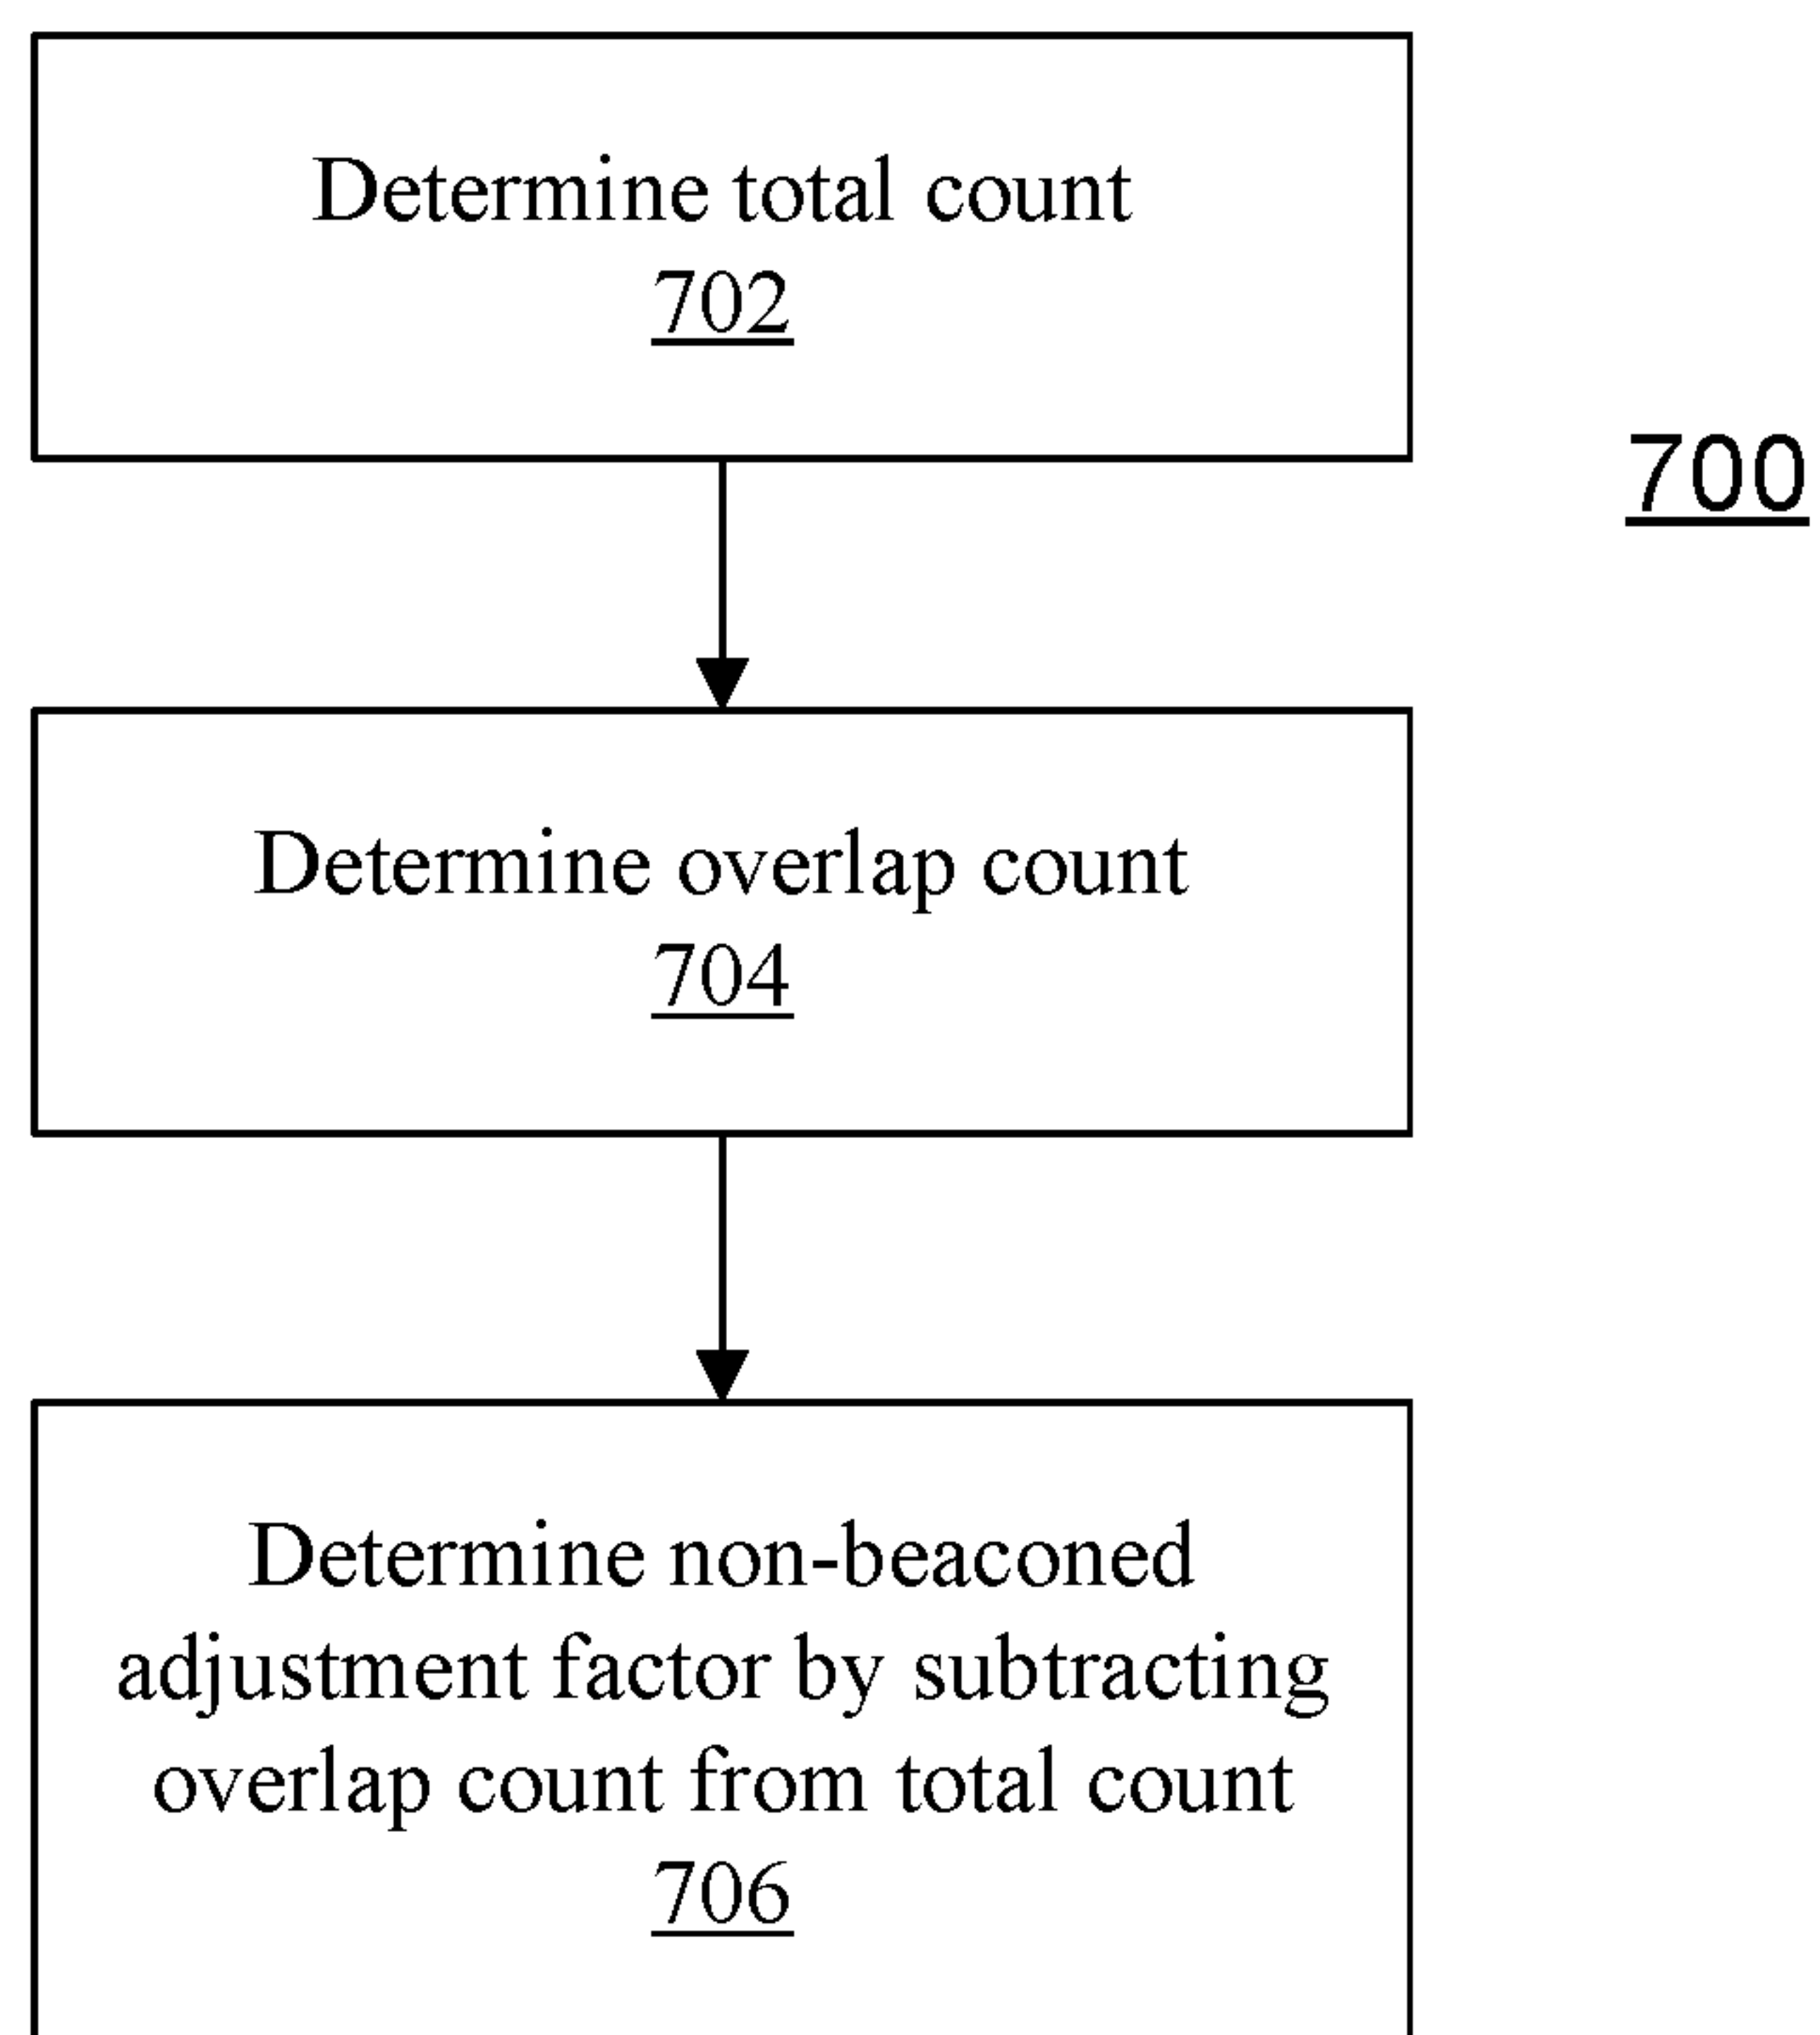 Determine total count
702
700
Determine overlap count
704
Determine non-beaconed
adjustment factor by subtracting
overlap count from total count
706